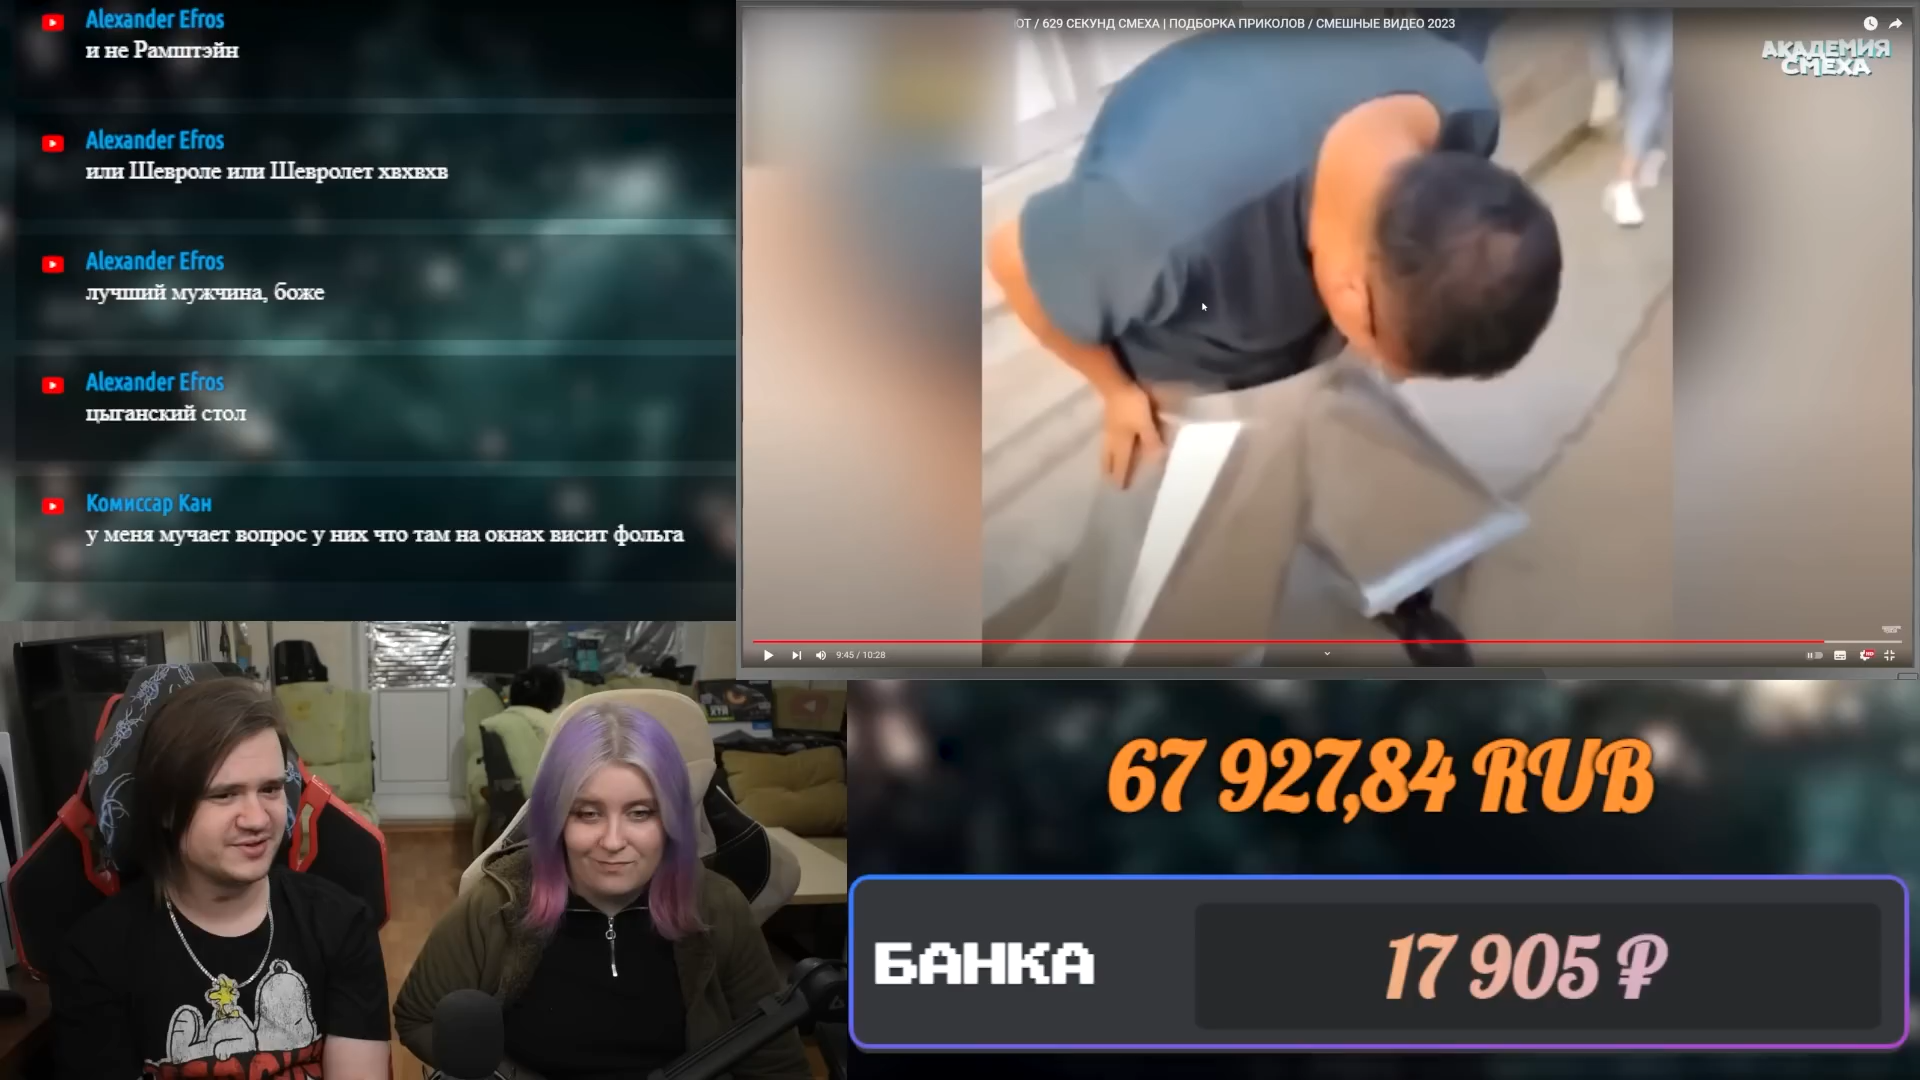 Alexander Efros
и не Рамштэйн
Alexander Efros
или Шевроле или Шевролет хвхвхв
Alexander Efros
лучший мужчина, боже
Alexander Efros
цыганский стол
Комиссар Кан
у меня мучает вопрос у них что там на окнах висит фольга
ЮТ / 629 СЕКУНД СМЕХА | ПОДБОРКА ПРИКОЛОВ / СМЕШНЫЕ ВИДЕО 2023
АКАДЕМИЯ
СМЕХА
9:45 / 10:28
67 927,84 RUB
БАНКА
17 905 ₽